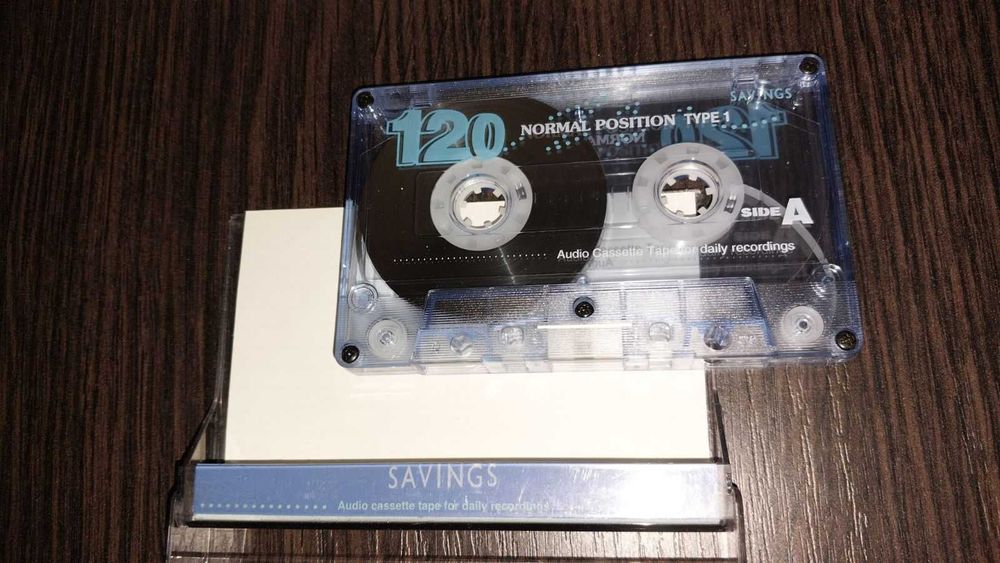 SAVINGS
120 NORMAL POSITION TYPE 1
SIDE A
Audio Cassette Tape for daily recordings
SAVINGS
Audio cassette tape for daily recordings